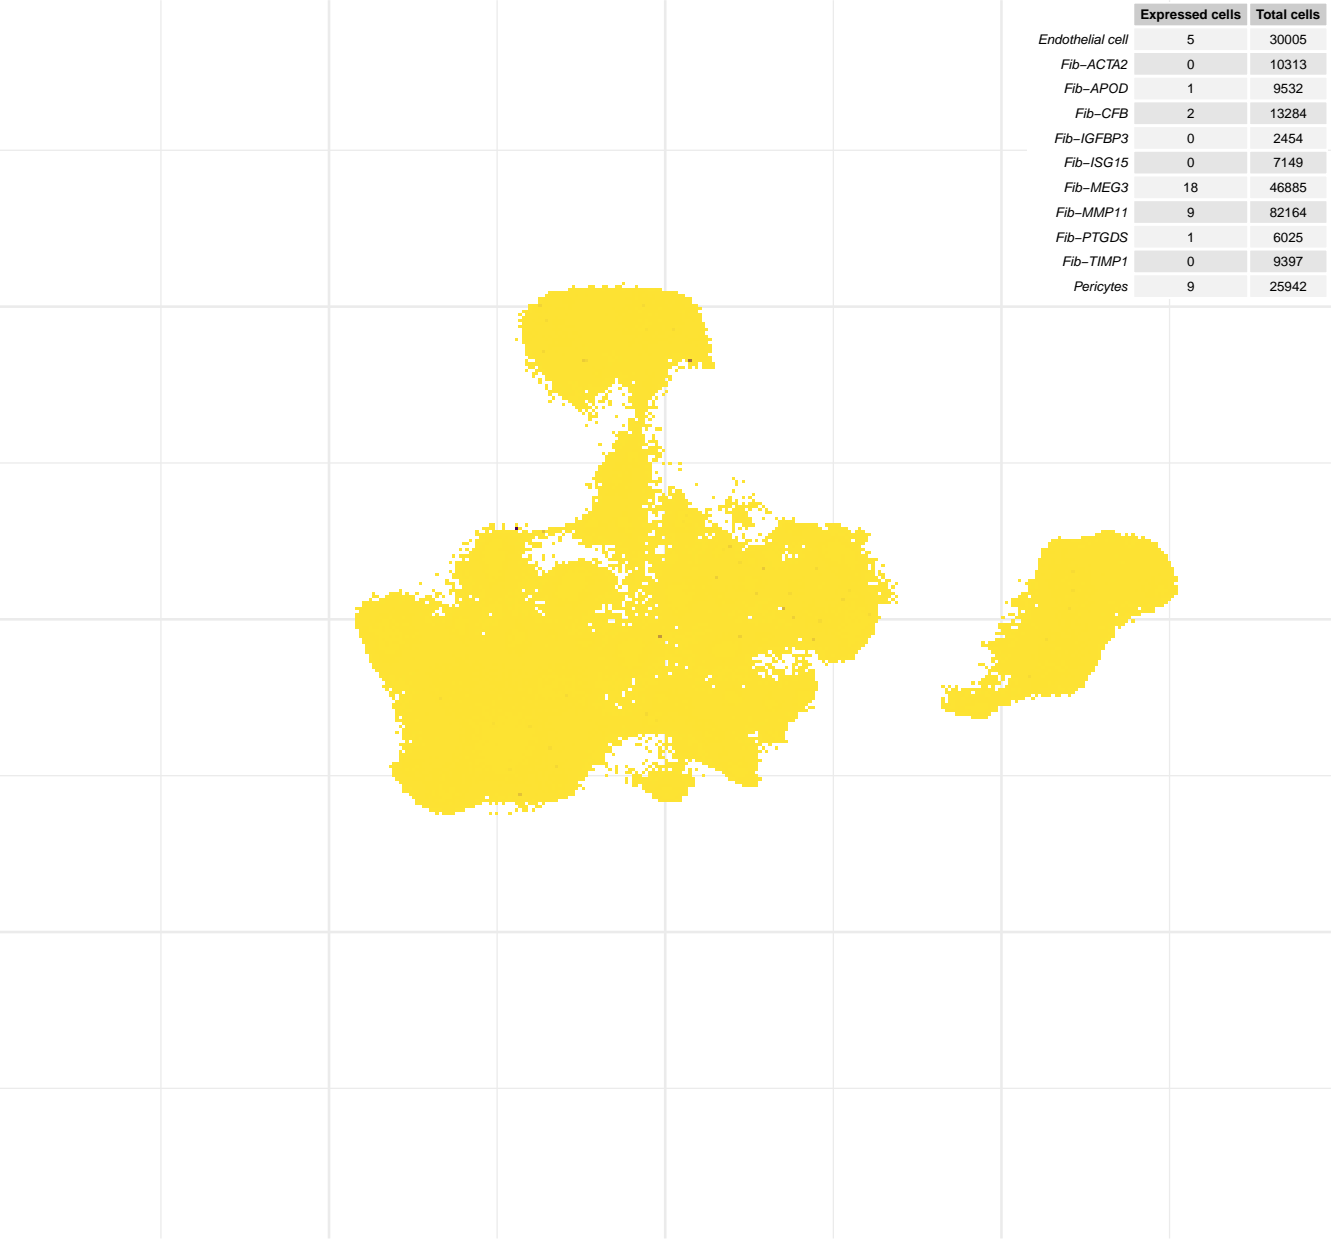 Expressed cells Total cells
Endothelial cell 5 30005
Fib−ACTA2 0 10313
Fib−APOD 1 9532
Fib−CFB 2 13284
Fib−IGFBP3 0 2454
Fib−ISG15 0 7149
Fib−MEG3 18 46885
Fib−MMP11 9 82164
Fib−PTGDS 1 6025
Fib−TIMP1 0 9397
Pericytes 9 25942